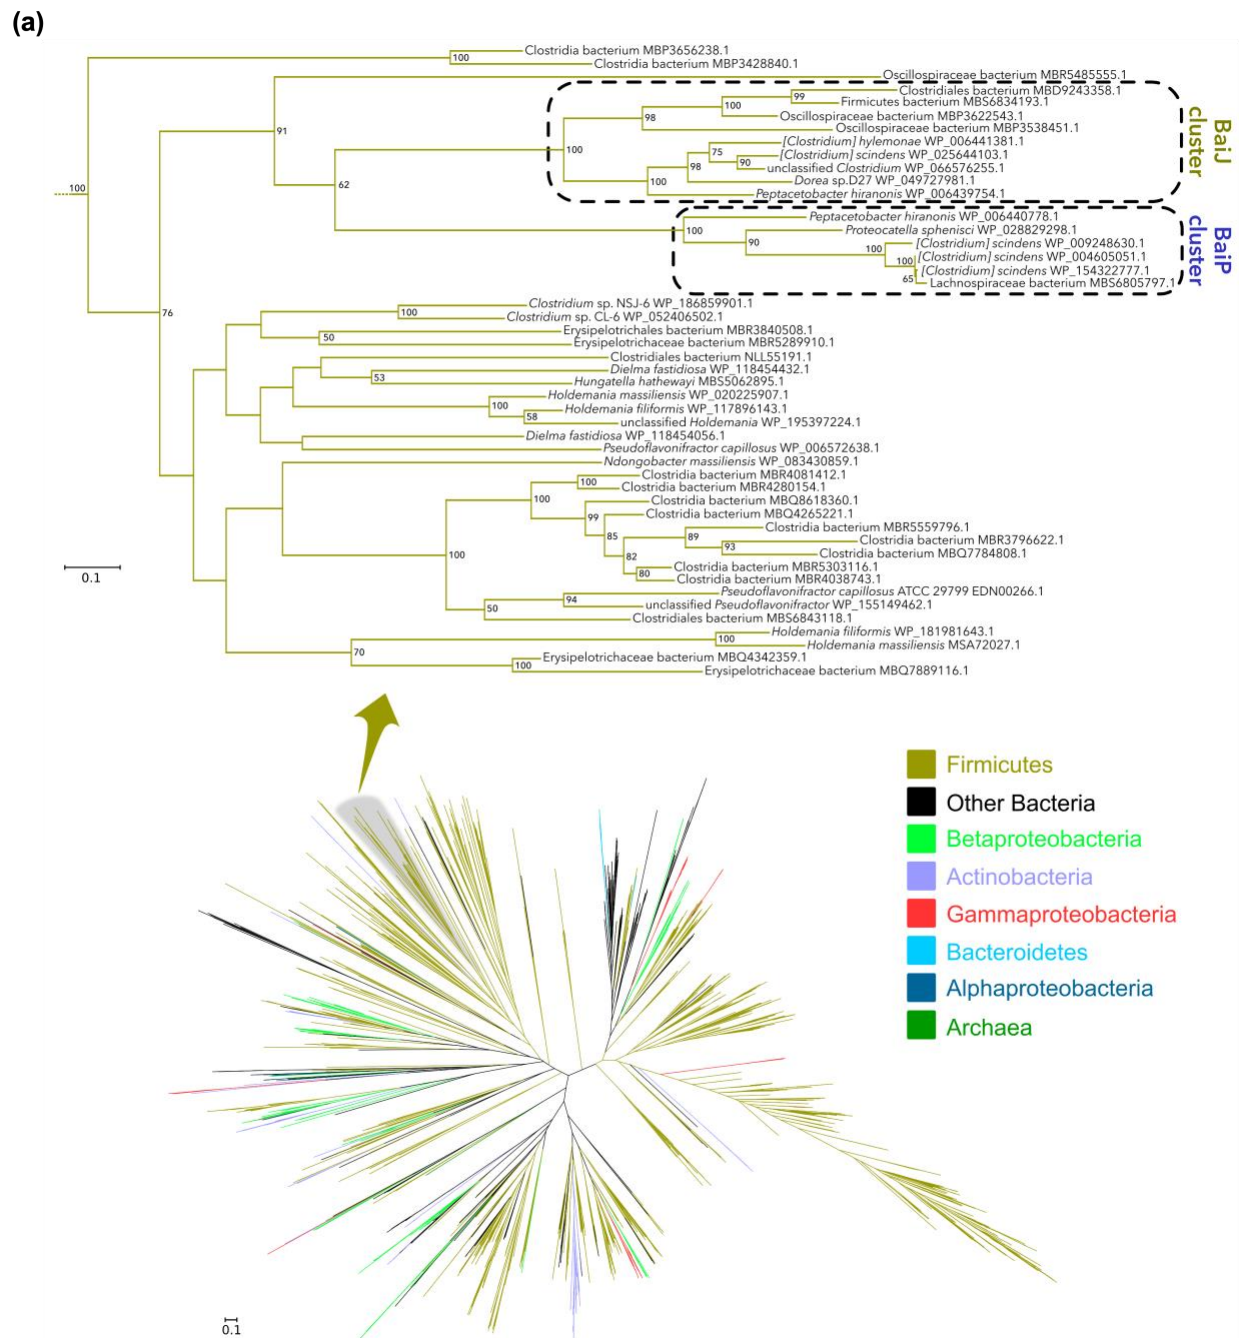 (a)
Clostridia bacterium MBP3656238.1
100
Clostridia bacterium MBP3428840.1
Oscillospiraceae bacterium MBR5485555.1
Clostridiales bacterium MBD9243358.1
99
Firmicutes bacterium MBS6834193.1
100
Oscillospiraceae bacterium MBP3622543.1
98
Oscillospiraceae bacterium MBP3538451.1
91
[Clostridium] hylemonae WP_006441381.1
100
75
[Clostridium] scindens WP_025644103.1
90
unclassified Clostridium WP_066576255.1
98
Dorea sp.D27 WP_049727981.1
100
Peptacetobacter hiranonis WP_006439754.1
BaiJ
cluster
62
100
Peptacetobacter hiranonis WP_006440778.1
100
Proteocatella sphenisci WP_028829298.1
90
[Clostridium] scindens WP_009248630.1
100
[Clostridium] scindens WP_004605051.1
100
[Clostridium] scindens WP_154322777.1
65
Lachnospiraceae bacterium MBS6805797.1
BaiP
cluster
76
Clostridium sp. NSJ-6 WP_186859901.1
100
Clostridium sp. CL-6 WP_052406502.1
Erysipelotrichales bacterium MBR3840508.1
50
Erysipelotrichaceae bacterium MBR5289910.1
Clostridiales bacterium NLL55191.1
Dielma fastidiosa WP_118454432.1
53
Hungatella hathewayi MBS5062895.1
Holdemania massiliensis WP_020225907.1
100
Holdemania filiformis WP_117896143.1
58
unclassified Holdemania WP_195397224.1
Dielma fastidiosa WP_118454056.1
Pseudoflavonifractor capillosus WP_006572638.1
Ndongobacter massiliensis WP_083430859.1
Clostridia bacterium MBR4081412.1
100
Clostridia bacterium MBR4280154.1
100
Clostridia bacterium MBQ8618360.1
99
Clostridia bacterium MBQ4265221.1
85
Clostridia bacterium MBR5559796.1
89
Clostridia bacterium MBR3796622.1
93
Clostridia bacterium MBQ7784808.1
82
Clostridia bacterium MBR5303116.1
80
Clostridia bacterium MBR4038743.1
100
Pseudoflavonifractor capillosus ATCC 29799 EDN00266.1
94
unclassified Pseudoflavonifractor WP_155149462.1
50
Clostridiales bacterium MBS6843118.1
Holdemania filiformis WP_181981643.1
100
Holdemania massiliensis MSA72027.1
70
Erysipelotrichaceae bacterium MBQ4342359.1
100
Erysipelotrichaceae bacterium MBQ7889116.1
0.1
Firmicutes
Other Bacteria
Betaproteobacteria
Actinobacteria
Gammaproteobacteria
Bacteroidetes
Alphaproteobacteria
Archaea
0.1